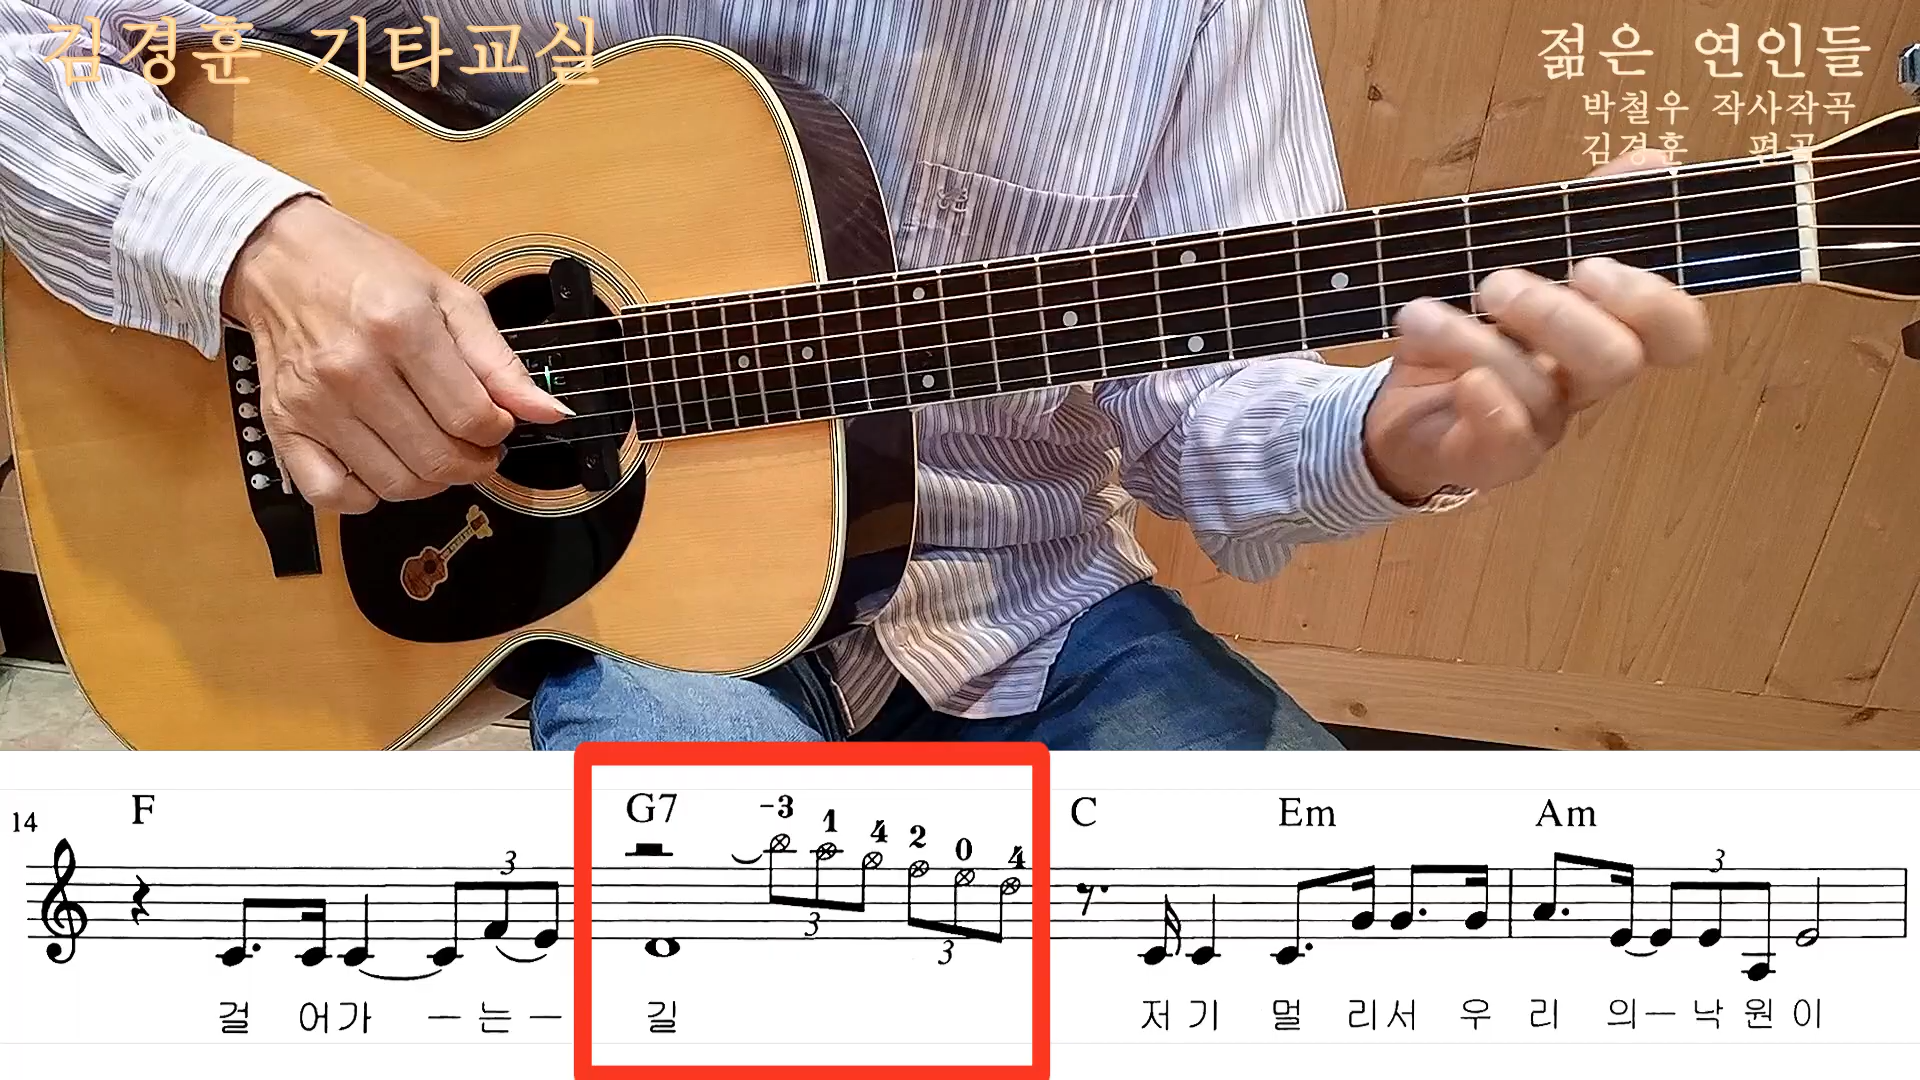 김경훈 기타교실
젊은 연인들
박철우 작사작곡
김경훈 편곡
14 F G7 C Em Am
-3 1 4 2 0 4
3 3 3 3
걸 어가 – 는 – 길 저 기 멀 리서 우 리 의 – 낙 원 이